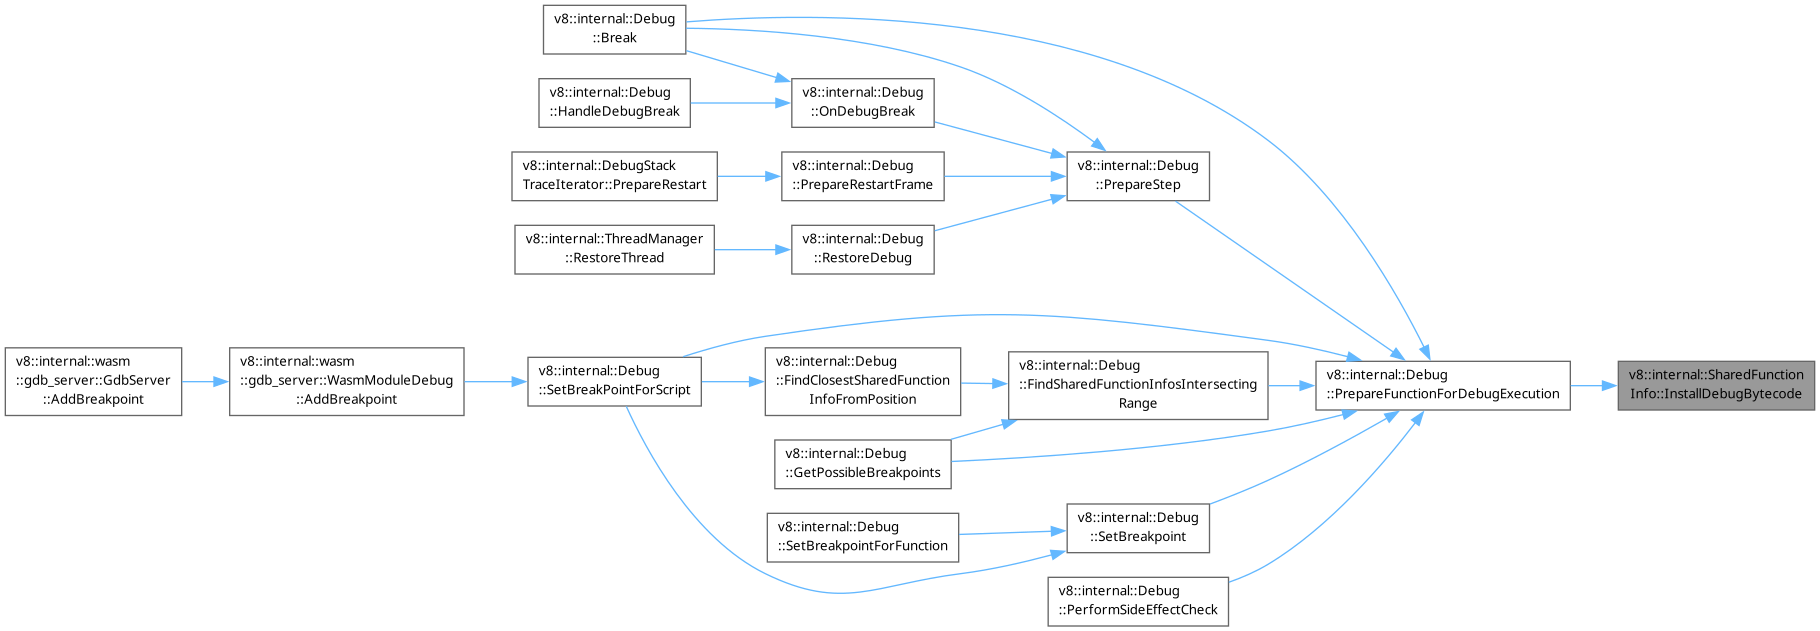 v8::internal::Debug
::Break
v8::internal::Debug
::HandleDebugBreak
v8::internal::Debug
::OnDebugBreak
v8::internal::DebugStack
TraceIterator::PrepareRestart
v8::internal::Debug
::PrepareRestartFrame
v8::internal::Debug
::PrepareStep
v8::internal::ThreadManager
::RestoreThread
v8::internal::Debug
::RestoreDebug
v8::internal::wasm
::gdb_server::GdbServer
::AddBreakpoint
v8::internal::wasm
::gdb_server::WasmModuleDebug
::AddBreakpoint
v8::internal::Debug
::SetBreakPointForScript
v8::internal::Debug
::FindClosestSharedFunction
InfoFromPosition
v8::internal::Debug
::FindSharedFunctionInfosIntersecting
Range
v8::internal::Debug
::PrepareFunctionForDebugExecution
v8::internal::SharedFunction
Info::InstallDebugBytecode
v8::internal::Debug
::GetPossibleBreakpoints
v8::internal::Debug
::SetBreakpointForFunction
v8::internal::Debug
::SetBreakpoint
v8::internal::Debug
::PerformSideEffectCheck